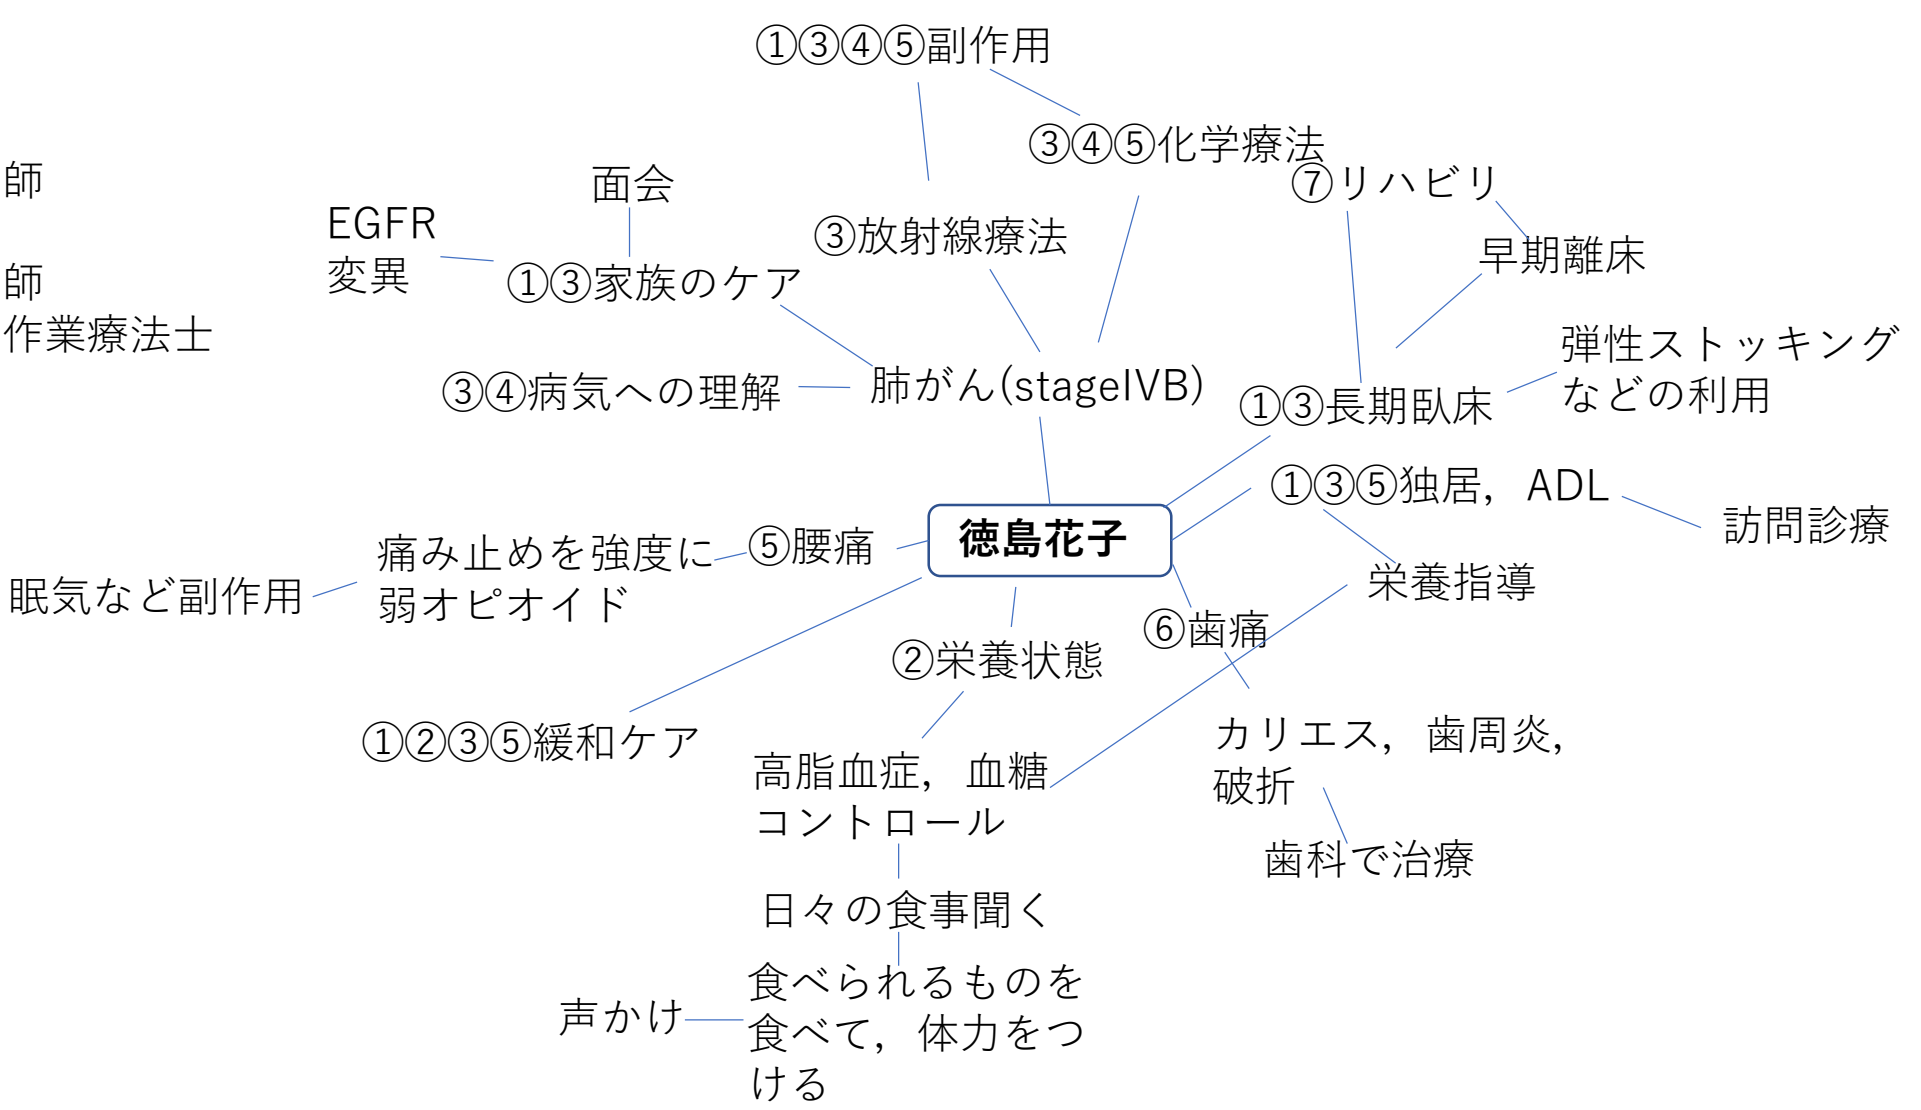 ①③④⑤副作用
③④⑤化学療法
師
面会
⑦リハビリ
EGFR
変異
③放射線療法
早期離床
師
①③家族のケア
作業療法士
弾性ストッキング
などの利用
③④病気への理解
肺がん(stageIVB)
①③長期臥床
①③⑤独居，ADL
訪問診療
徳島花子
痛み止めを強度に
弱オピオイド
⑤腰痛
眠気など副作用
栄養指導
⑥歯痛
②栄養状態
①②③⑤緩和ケア
カリエス，歯周炎，
破折
高脂血症，血糖
コントロール
歯科で治療
日々の食事聞く
食べられるものを
食べて，体力をつ
ける
声かけ